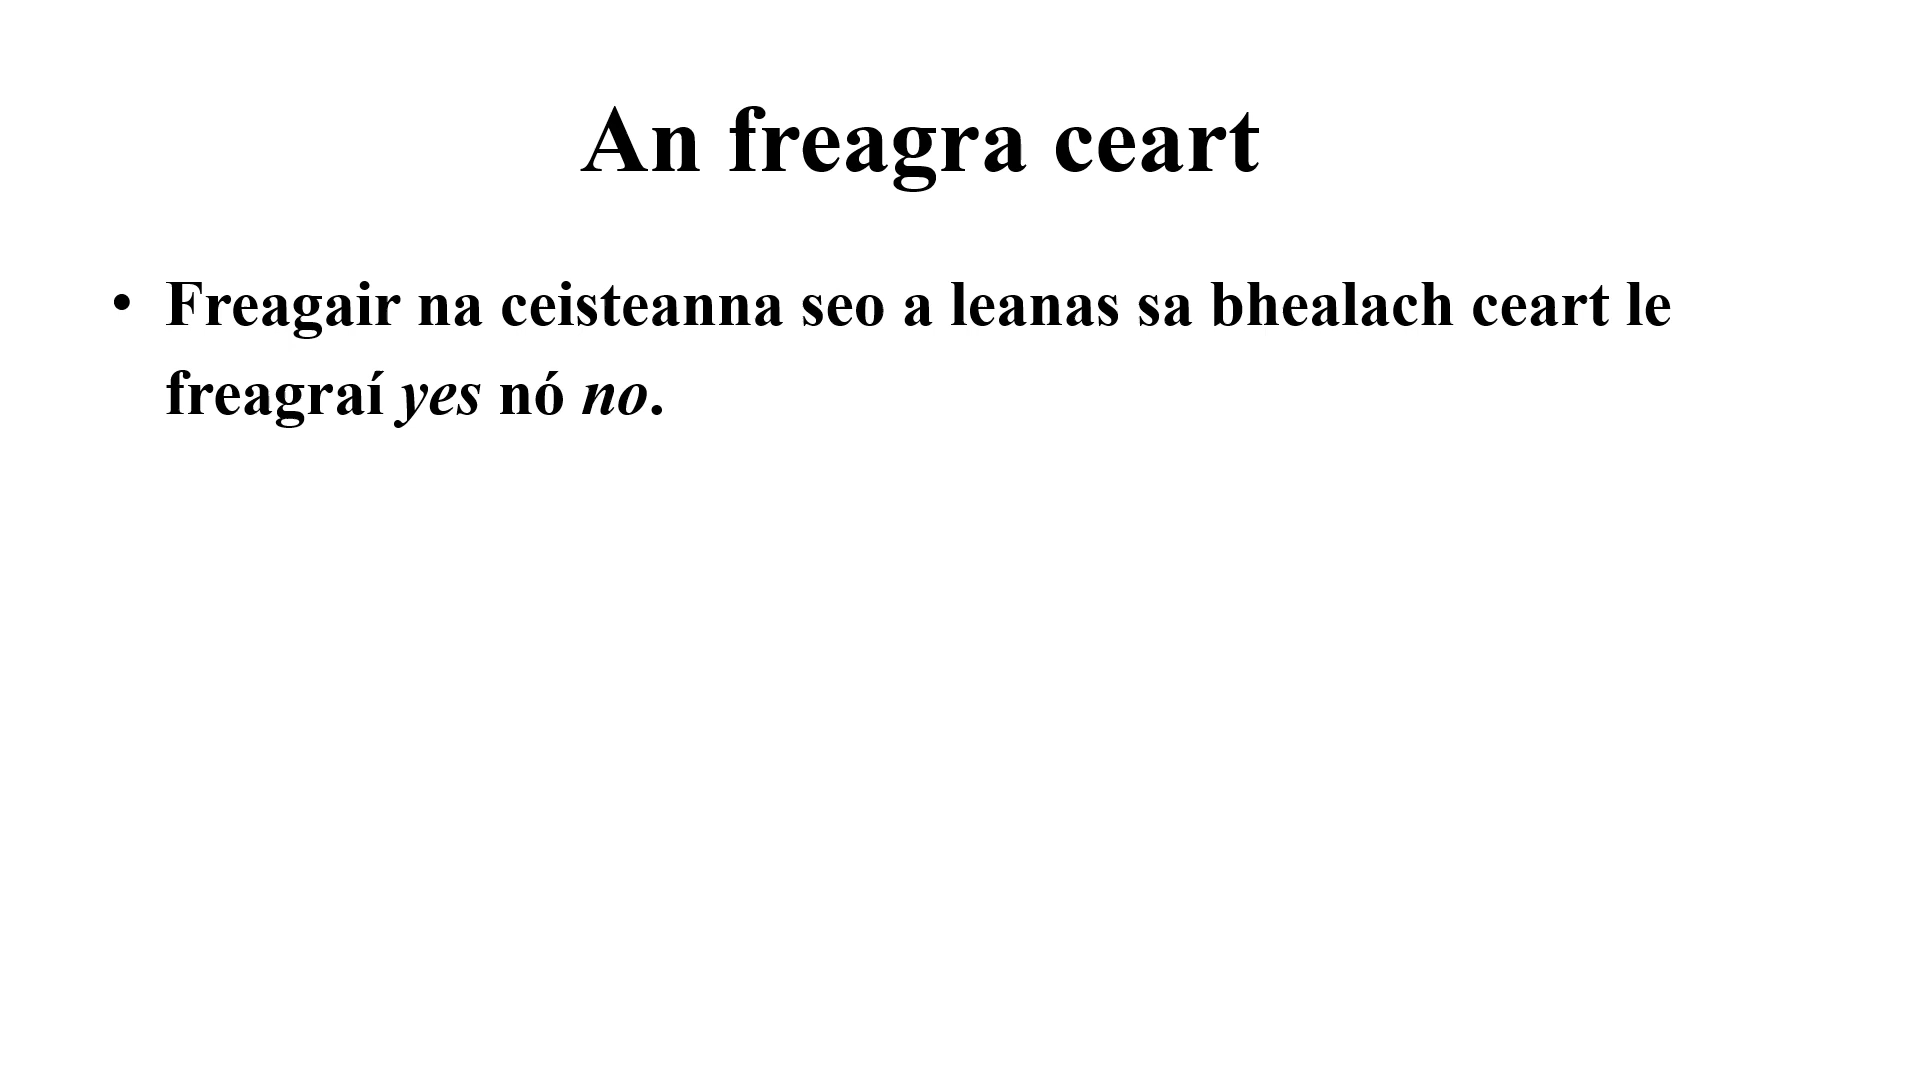 An freagra ceart
• Freagair na ceisteanna seo a leanas sa bhealach ceart le
freagraí yes nó no.